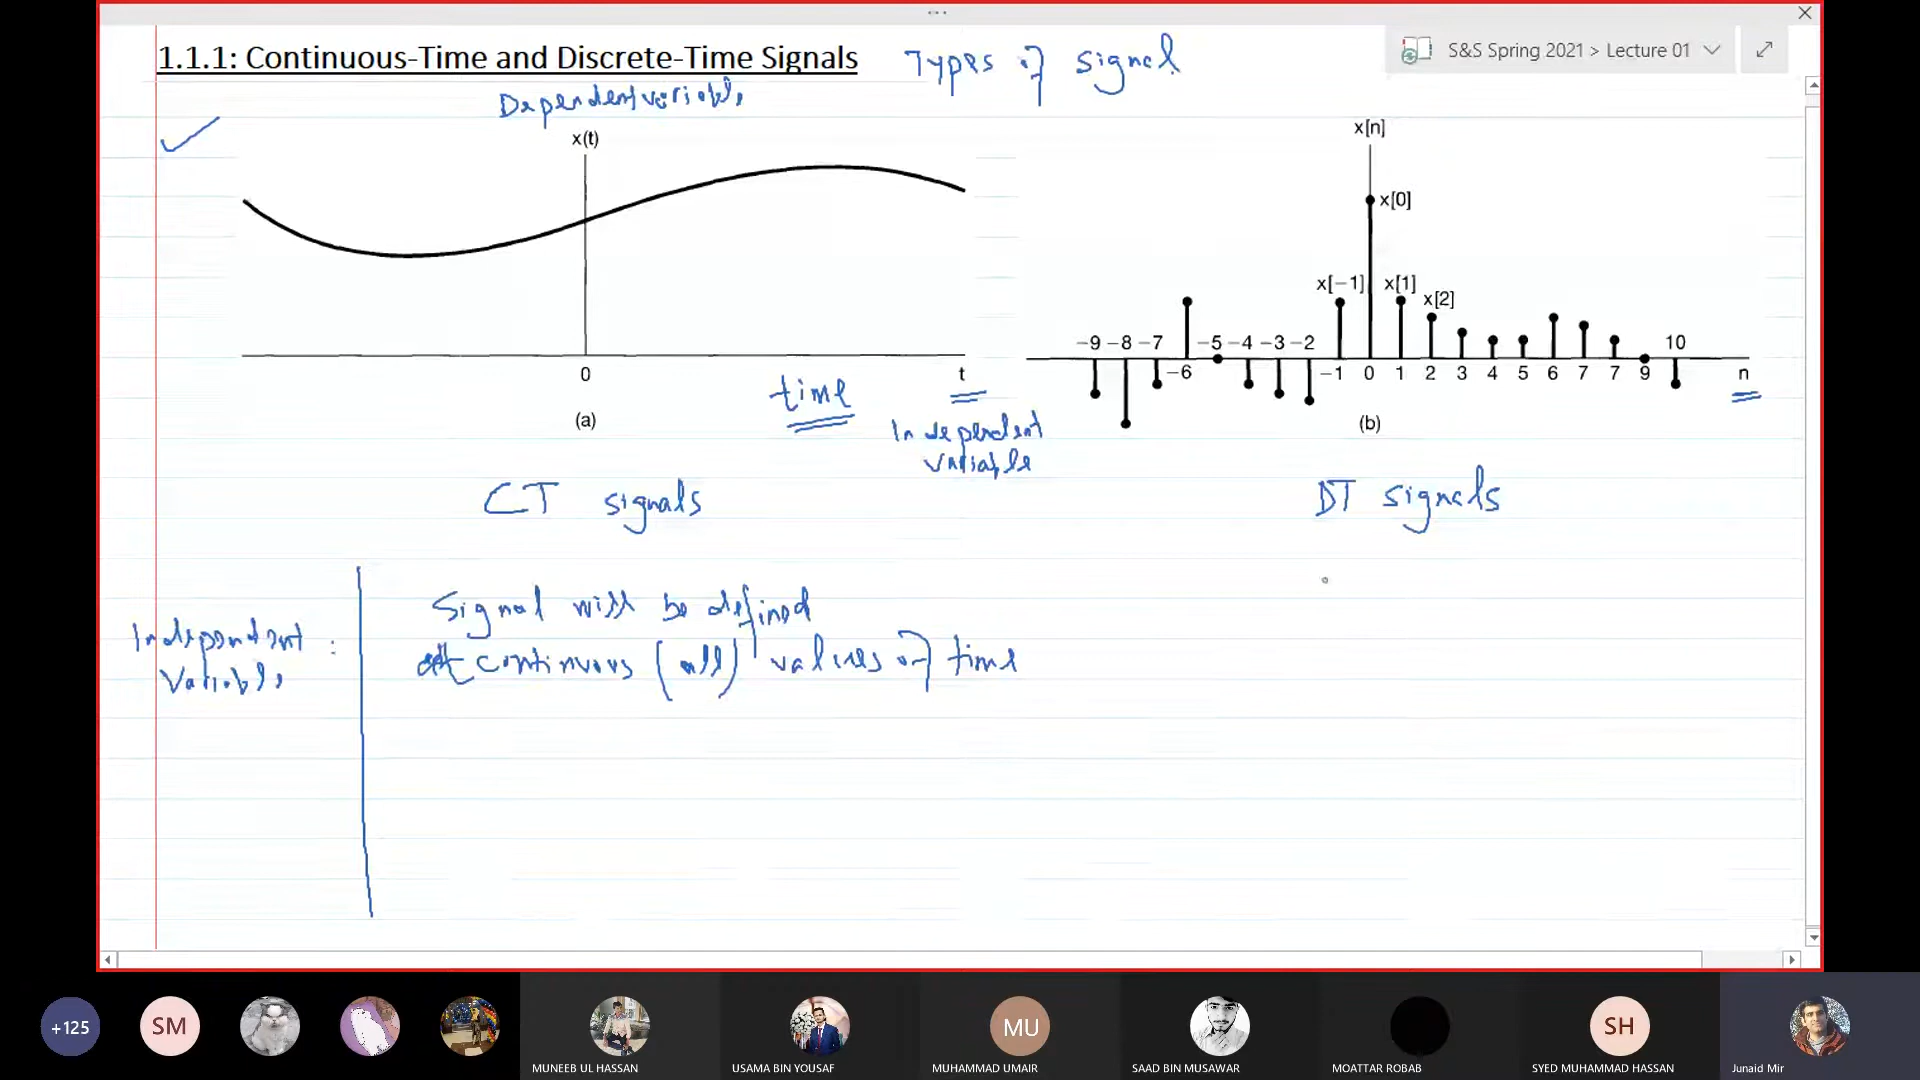 1.1.1: Continuous-Time and Discrete-Time Signals
Types of signal
S&S Spring 2021 > Lecture 01
Dependent variable
x(t)
0
t
(a)
time
Independent
variable
x[n]
x[0]
x[−1] x[1]
x[2]
−9 −8 −7 −5 −4 −3 −2 10
−6 −1 0 1 2 3 4 5 6 7 7 9 n
(b)
CT signals
DT signals
Independent :
Variable
Signal will be defined
at continuous (all) values of time
+125
SM
MU
SH
MUNEEB UL HASSAN
USAMA BIN YOUSAF
MUHAMMAD UMAIR
SAAD BIN MUSAWAR
MOATTAR ROBAB
SYED MUHAMMAD HASSAN
Junaid Mir